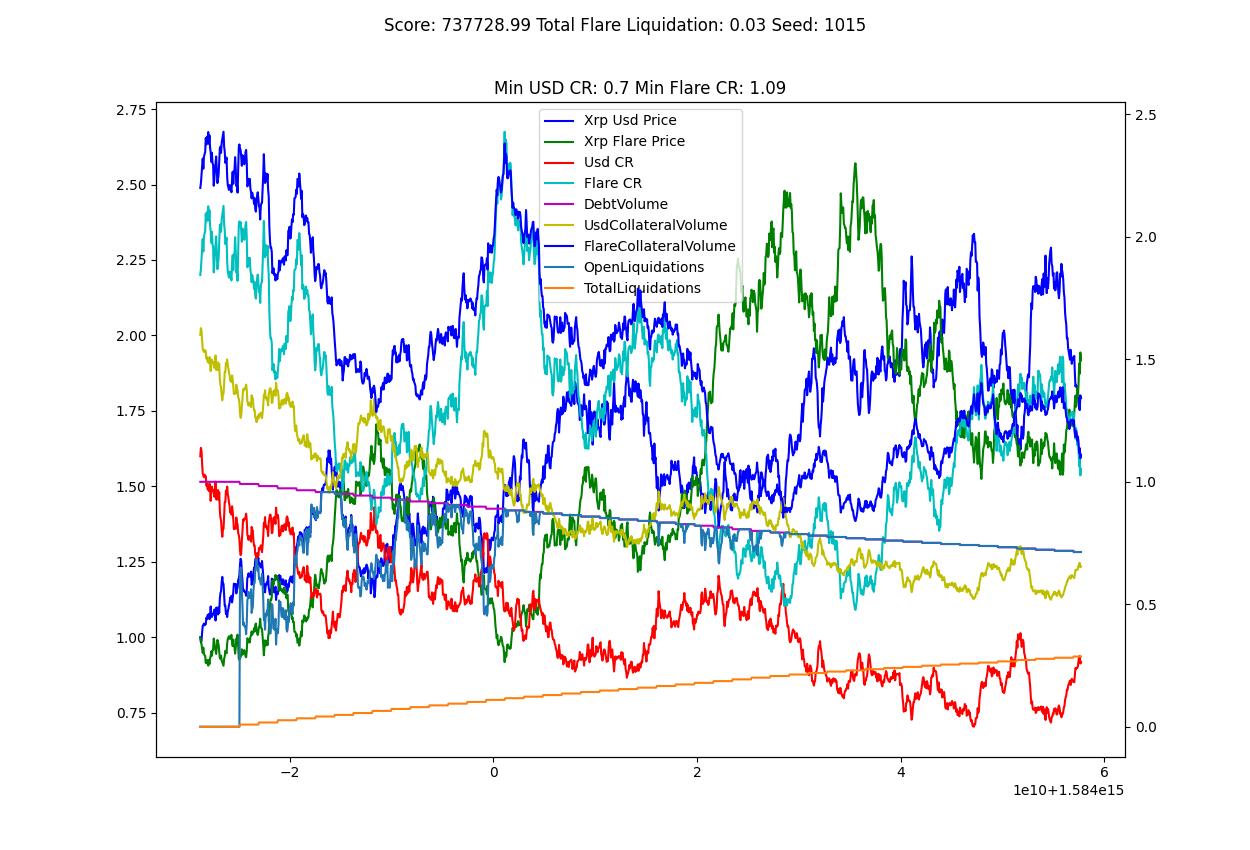 Score: 737728.99 Total Flare Liquidation: 0.03 Seed: 1015
Min USD CR: 0.7 Min Flare CR: 1.09
2.75
2.50
2.25
2.00
1.75
1.50
1.25
1.00
0.75
Xrp Usd Price
Xrp Flare Price
Usd CR
Flare CR
DebtVolume
UsdCollateralVolume
FlareCollateralVolume
OpenLiquidations
TotalLiquidations
2.5
2.0
1.5
1.0
0.5
0.0
−2 0 2 4 6
1e10+1.584e15